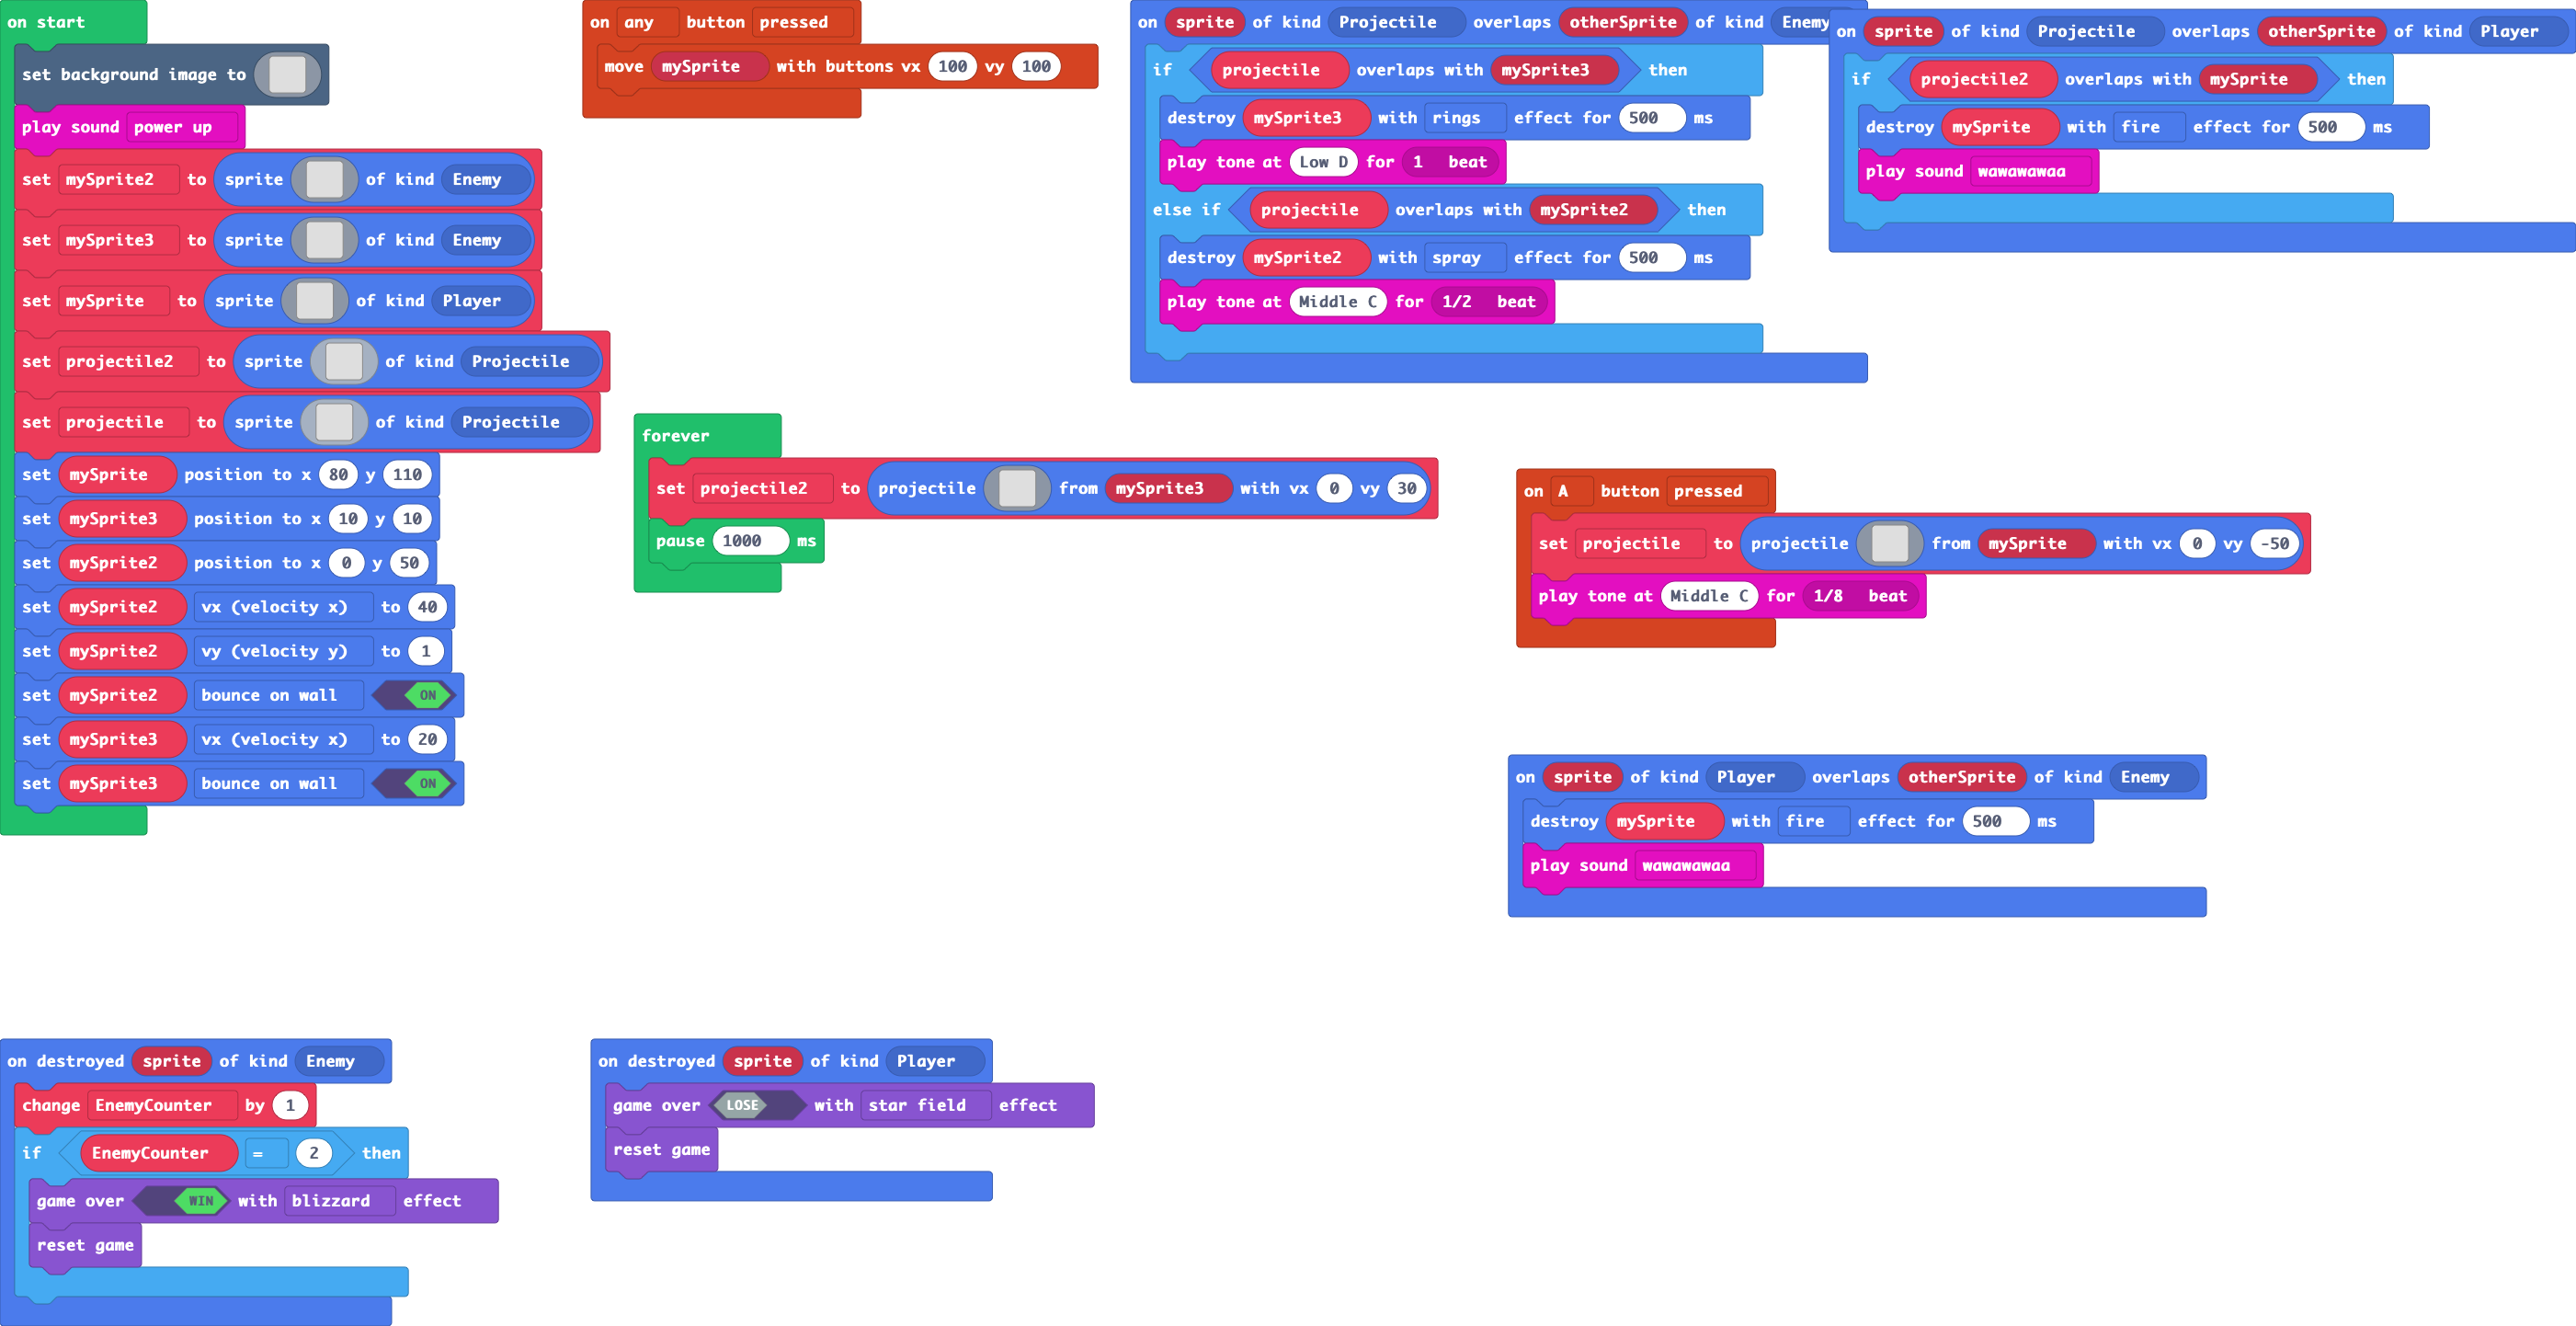 on start
set background image to
play sound power up
set mySprite2 to sprite of kind Enemy
set mySprite3 to sprite of kind Enemy
set mySprite to sprite of kind Player
set projectile2 to sprite of kind Projectile
set projectile to sprite of kind Projectile
set mySprite position to x 80 y 110
set mySprite3 position to x 10 y 10
set mySprite2 position to x 0 y 50
set mySprite2 vx (velocity x) to 40
set mySprite2 vy (velocity y) to 1
set mySprite2 bounce on wall ON
set mySprite3 vx (velocity x) to 20
set mySprite3 bounce on wall ON
on any button pressed
move mySprite with buttons vx 100 vy 100
on sprite of kind Projectile overlaps otherSprite of kind Enemy
if projectile overlaps with mySprite3 then
destroy mySprite3 with rings effect for 500 ms
play tone at Low D for 1 beat
else if projectile overlaps with mySprite2 then
destroy mySprite2 with spray effect for 500 ms
play tone at Middle C for 1/2 beat
on sprite of kind Projectile overlaps otherSprite of kind Player
if projectile2 overlaps with mySprite then
destroy mySprite with fire effect for 500 ms
play sound wawawawaa
forever
set projectile2 to projectile from mySprite3 with vx 0 vy 30
pause 1000 ms
on A button pressed
set projectile to projectile from mySprite with vx 0 vy -50
play tone at Middle C for 1/8 beat
on sprite of kind Player overlaps otherSprite of kind Enemy
destroy mySprite with fire effect for 500 ms
play sound wawawawaa
on destroyed sprite of kind Enemy
change EnemyCounter by 1
if EnemyCounter = 2 then
game over WIN with blizzard effect
reset game
on destroyed sprite of kind Player
game over LOSE with star field effect
reset game